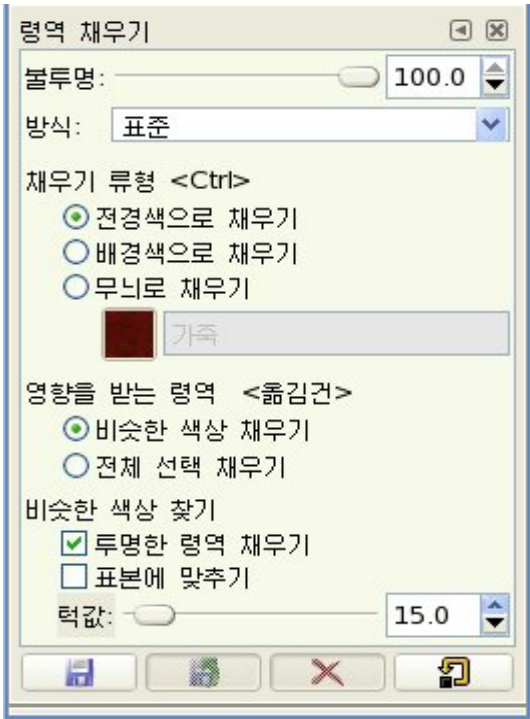 령역 채우기
불투명: 100.0
방식: 표준
채우기 류형 <Ctrl>
전경색으로 채우기
배경색으로 채우기
무늬로 채우기
가죽
영향을 받는 령역 <옮김건>
비슷한 색상 채우기
전체 선택 채우기
비슷한 색상 찾기
투명한 령역 채우기
표본에 맞추기
턱값: 15.0